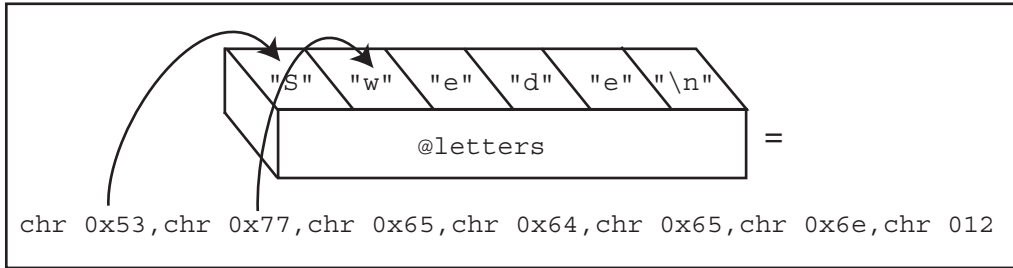 "S" "w" "e" "d" "e" "\n"
@letters =
chr 0x53,chr 0x77,chr 0x65,chr 0x64,chr 0x65,chr 0x6e,chr 012